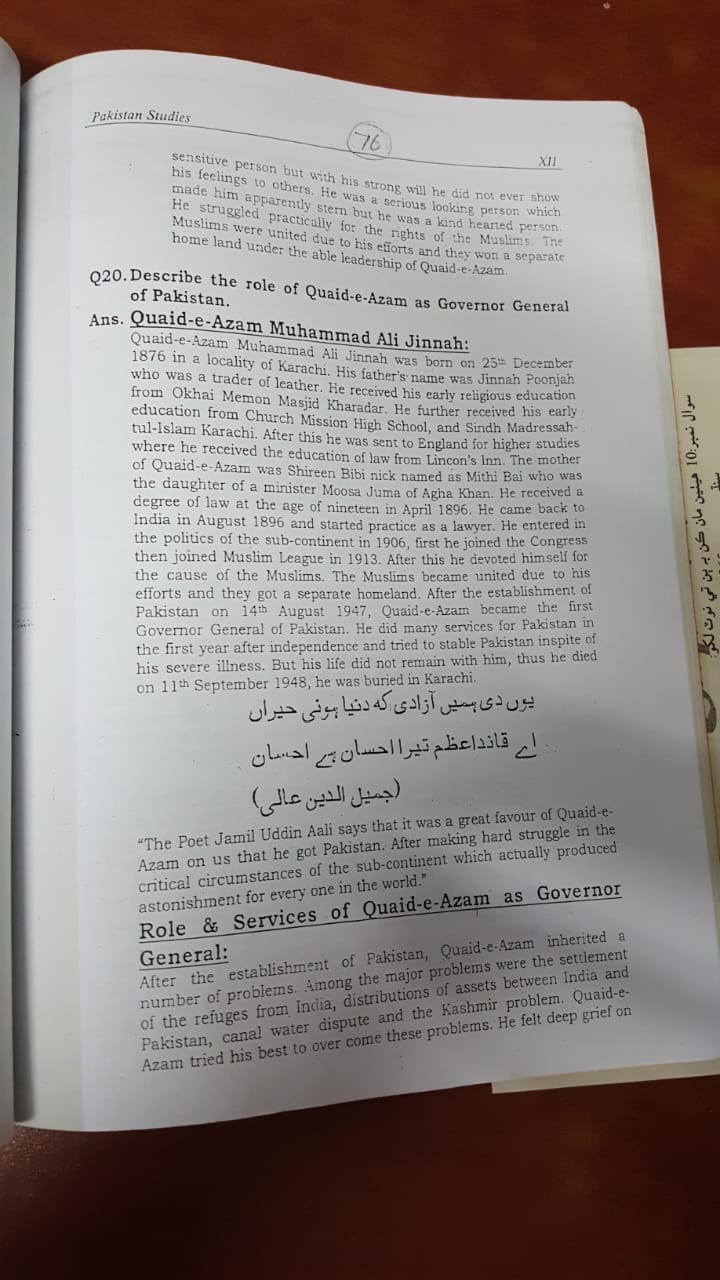 Pakistan Studies
76
XII
sensitive person but with his strong will he did not ever show
his feelings to others. He was a serious looking person which
made him apparently stern but he was a kind hearted person.
He struggled practically for the rights of the Muslims. The
Muslims were united due to his efforts and they won a separate
home land under the able leadership of Quaid-e-Azam.
Q20. Describe the role of Quaid-e-Azam as Governor General
of Pakistan.
Ans. Quaid-e-Azam Muhammad Ali Jinnah:
Quaid-e-Azam Muhammad Ali Jinnah was born on 25th December
1876 in a locality of Karachi. His father's name was Jinnah Poonjah
who was a trader of leather. He received his early religious education
from Okhai Memon Masjid Kharadar. He further received his early
education from Church Mission High School, and Sindh Madressah-
tul-Islam Karachi. After this he was sent to England for higher studies
where he received the education of law from Lincon's Inn. The mother
of Quaid-e-Azam was Shireen Bibi nick named as Mithi Bai who was
the daughter of a minister Moosa Juma of Agha Khan. He received a
degree of law at the age of nineteen in April 1896. He came back to
India in August 1896 and started practice as a lawyer. He entered in
the politics of the sub-continent in 1906, first he joined the Congress
then joined Muslim League in 1913. After this he devoted himself for
the cause of the Muslims. The Muslims became united due to his
efforts and they got a separate homeland. After the establishment of
Pakistan on 14th August 1947, Quaid-e-Azam became the first
Governor General of Pakistan. He did many services for Pakistan in
the first year after independence and tried to stable Pakistan inspite of
his severe illness. But his life did not remain with him, thus he died
on 11th September 1948, he was buried in Karachi.
یوں دی ہمیں آزادی کہ دنیا ہوئی حیراں
اے قائداعظم تیرا احسان ہے احسان
(جمیل الدین عالی)
“The Poet Jamil Uddin Aali says that it was a great favour of Quaid-e-
Azam on us that he got Pakistan. After making hard struggle in the
critical circumstances of the sub-continent which actually produced
astonishment for every one in the world.”
Role & Services of Quaid-e-Azam as Governor
General:
After the establishment of Pakistan, Quaid-e-Azam inherited a
number of problems. Among the major problems were the settlement
of the refuges from India, distributions of assets between India and
Pakistan, canal water dispute and the Kashmir problem. Quaid-e-
Azam tried his best to over come these problems. He felt deep grief on
سوال نمبر:10 هيٺين مان ڪن ٻه ٻن تي نوٽ لکو: